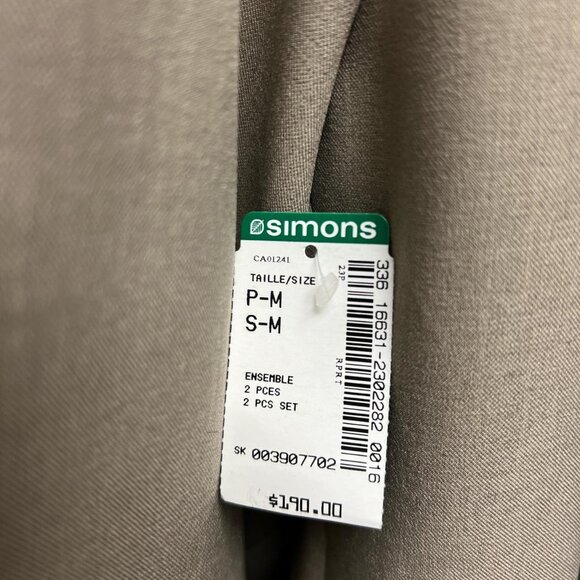 simons
CA01241
TAILLE/SIZE
P-M
S-M
ENSEMBLE
2 PCES
2 PCS SET
SK 003907702
$190.00
23P
RPRT
336 16631-2302282 0016